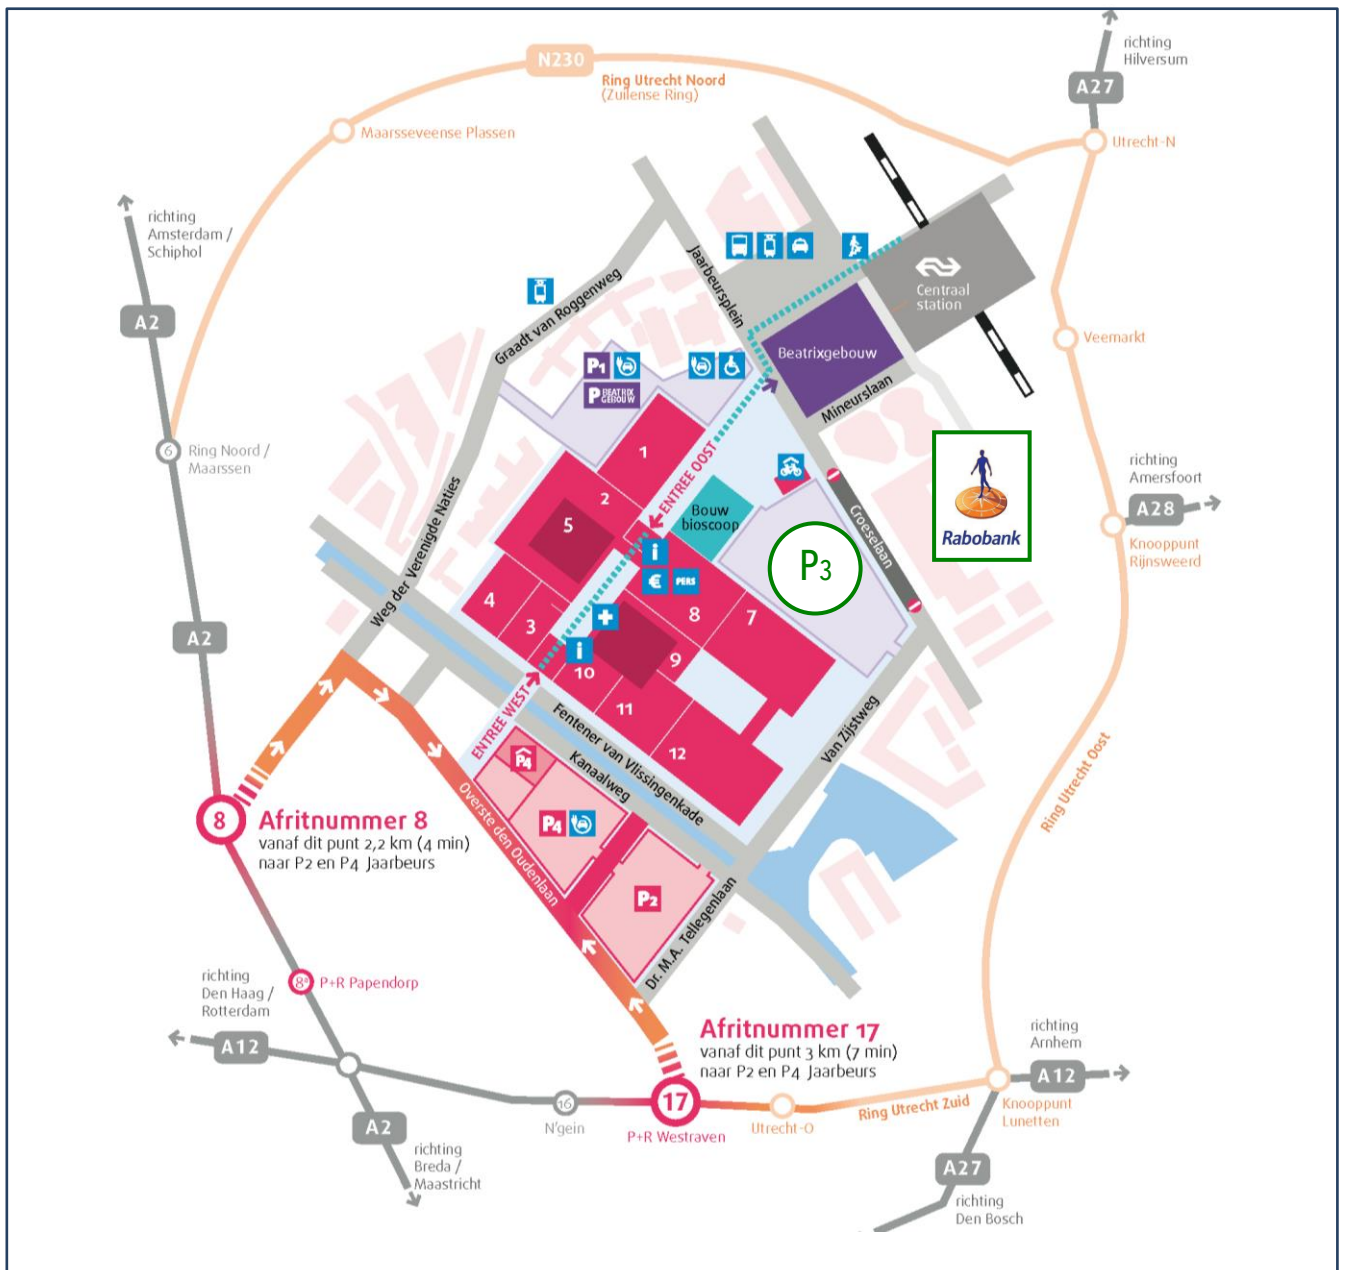 N230
Ring Utrecht Noord
(Zuilense Ring)
richting
Hilversum
A27
Maarsseveense Plassen
Utrecht-N
richting
Amsterdam /
Schiphol
A2
Jaarbeursplein
Centraal
station
Graadt van Roggenweg
Beatrixgebouw
Veemarkt
P1
P BEATRIX
GEBOUW
Mineurslaan
6
Ring Noord /
Maarssen
1
ENTREE OOST
2
5
Bouw
bioscoop
Croeselaan
Rabobank
richting
Amersfoort
A28
Knooppunt
Rijnsweerd
Weg der Verenigde Naties
i
€
PERS
P3
4
3
8
7
A2
i
9
10
11
12
ENTREE WEST
Fentener van Vlissingenkade
Kanaalweg
Van Zijstweg
Ring Utrecht Oost
P4
P4
Overste den Oudenlaan
8
Afritnummer 8
vanaf dit punt 2,2 km (4 min)
naar P2 en P4 Jaarbeurs
P2
Dr. M.A. Tellegenlaan
8a
P+R Papendorp
richting
Den Haag /
Rotterdam
A12
Afritnummer 17
vanaf dit punt 3 km (7 min)
naar P2 en P4 Jaarbeurs
richting
Arnhem
A12
16
N'gein
17
P+R Westraven
Utrecht-O
Ring Utrecht Zuid
Knooppunt
Lunetten
A2
richting
Breda /
Maastricht
A27
richting
Den Bosch